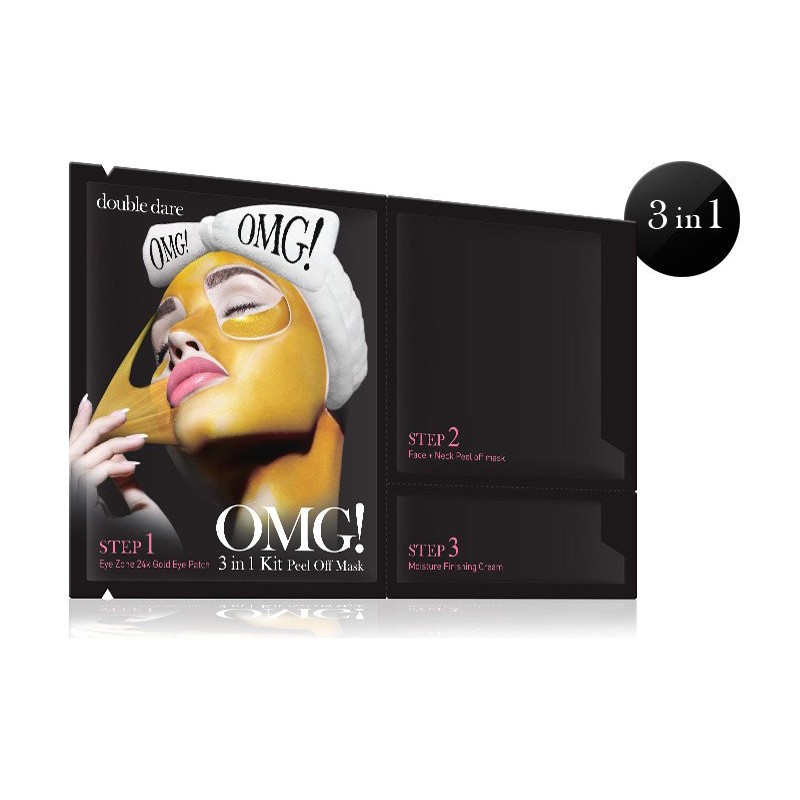 double dare
OMG!
OMG!
STEP 1
Eye Zone 24k Gold Eye Patch
OMG!
3 in 1 Kit Peel Off Mask
STEP 2
Face + Neck Peel off mask
STEP 3
Moisture Finishing Cream
3 in 1